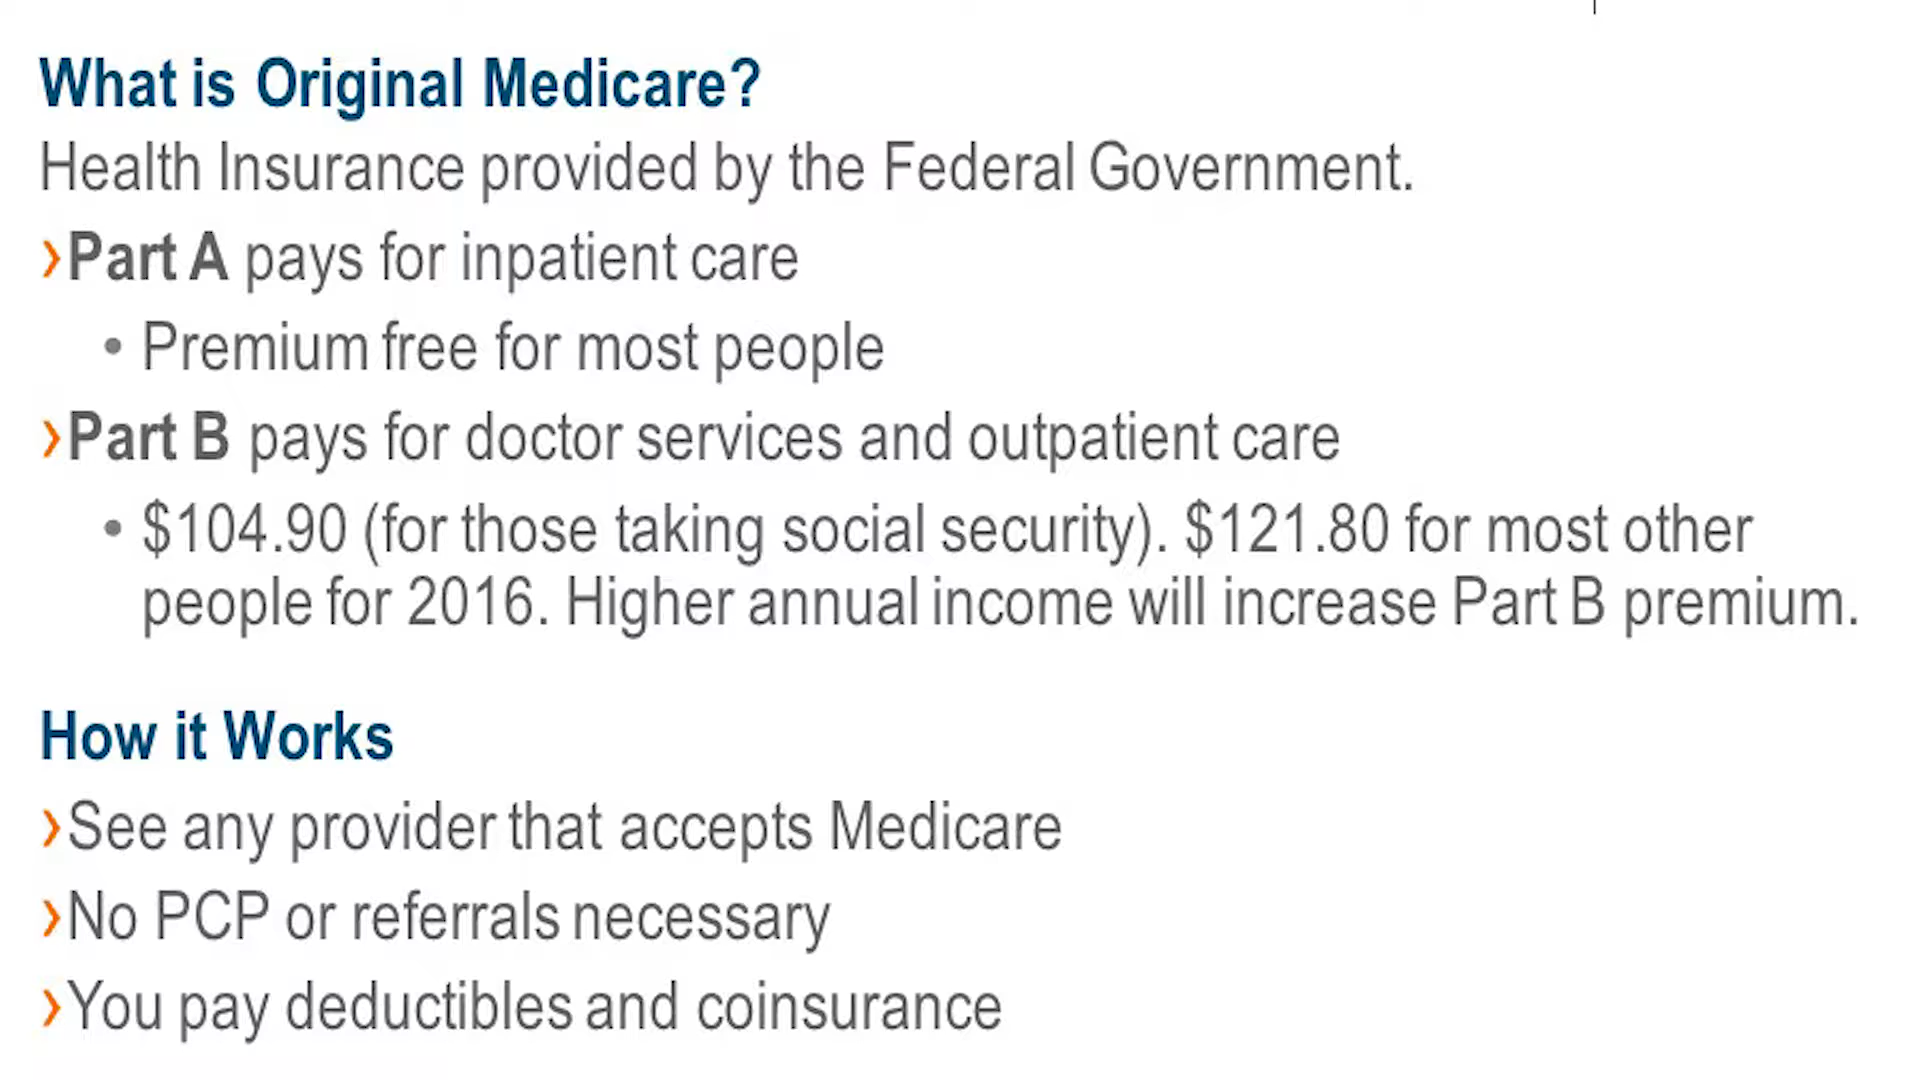 What is Original Medicare?
Health Insurance provided by the Federal Government.
›Part A pays for inpatient care
• Premium free for most people
›Part B pays for doctor services and outpatient care
• $104.90 (for those taking social security). $121.80 for most other
people for 2016. Higher annual income will increase Part B premium.
How it Works
›See any provider that accepts Medicare
›No PCP or referrals necessary
›You pay deductibles and coinsurance